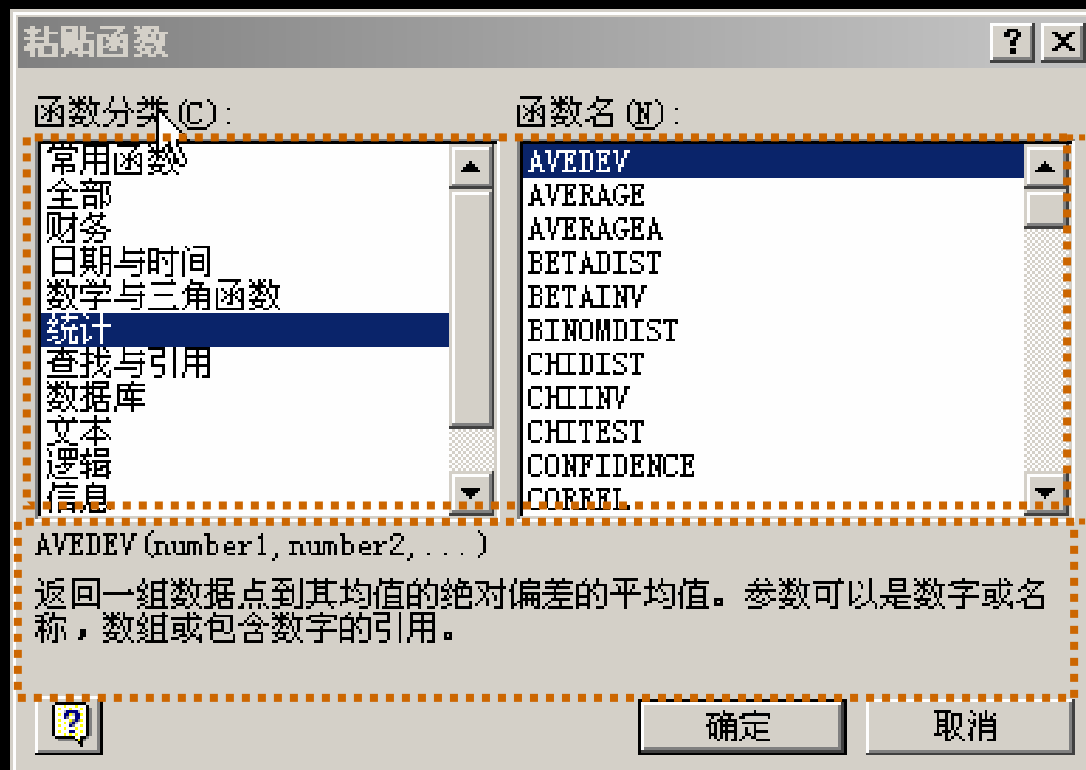 粘贴函数
函数分类(C):
常用函数
全部
财务
日期与时间
数学与三角函数
统计
查找与引用
数据库
文本
逻辑
信息
函数名(N):
AVEDEV
AVERAGE
AVERAGEA
BETADIST
BETAINV
BINOMDIST
CHIDIST
CHIINV
CHITEST
CONFIDENCE
CORREL
AVEDEV(number1,number2,...)
返回一组数据点到其均值的绝对偏差的平均值。参数可以是数字或名
称，数组或包含数字的引用。
确定
取消